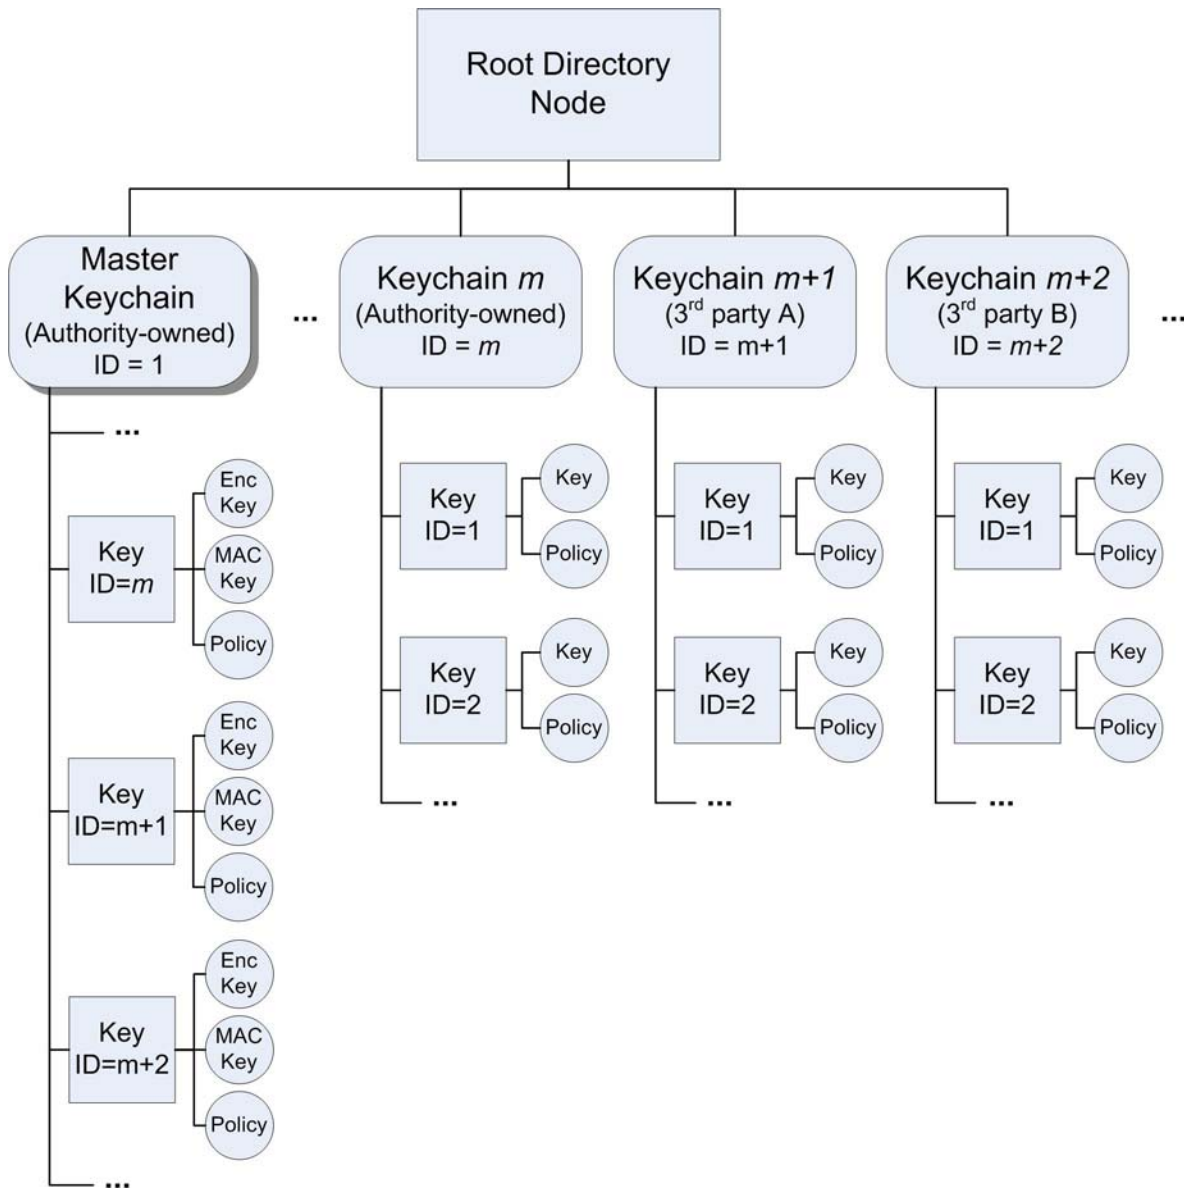 Root Directory
Node
Master
Keychain
(Authority-owned)
ID = 1
...
Keychain m
(Authority-owned)
ID = m
Keychain m+1
(3rd party A)
ID = m+1
Keychain m+2
(3rd party B)
ID = m+2
...
...
Key
ID=m
Enc
Key
MAC
Key
Policy
Key
ID=m+1
Enc
Key
MAC
Key
Policy
Key
ID=m+2
Enc
Key
MAC
Key
Policy
...
Key
ID=1
Key
Policy
Key
ID=2
Key
Policy
...
Key
ID=1
Key
Policy
Key
ID=2
Key
Policy
...
Key
ID=1
Key
Policy
Key
ID=2
Key
Policy
...